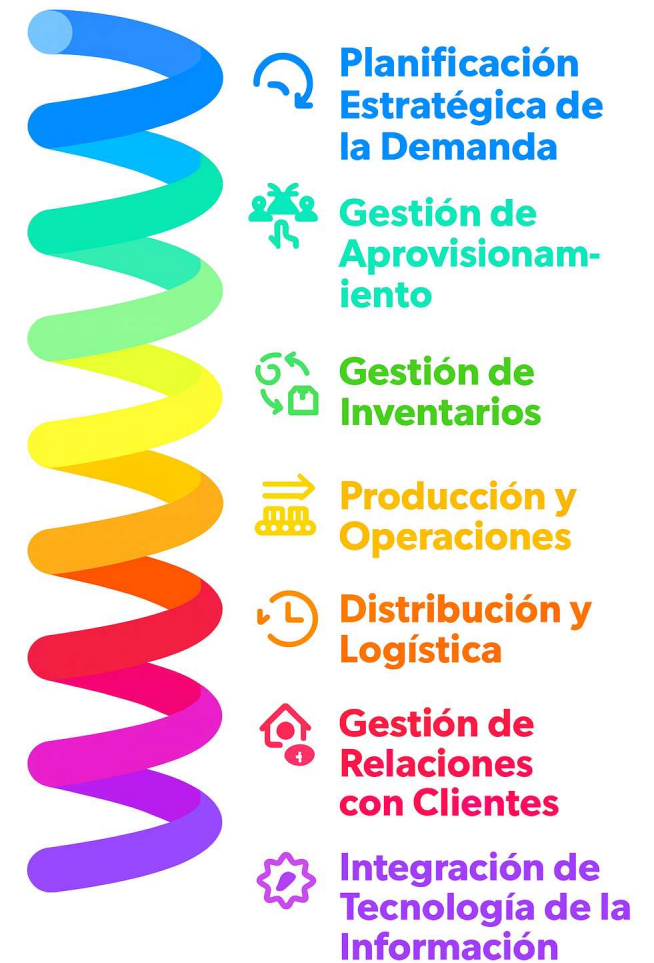 Planificación
Estratégica de
la Demanda
Gestión de
Aprovisionam-
iento
Gestión de
Inventarios
Producción y
Operaciones
Distribución y
Logística
Gestión de
Relaciones
con Clientes
Integración de
Tecnología de la
Información